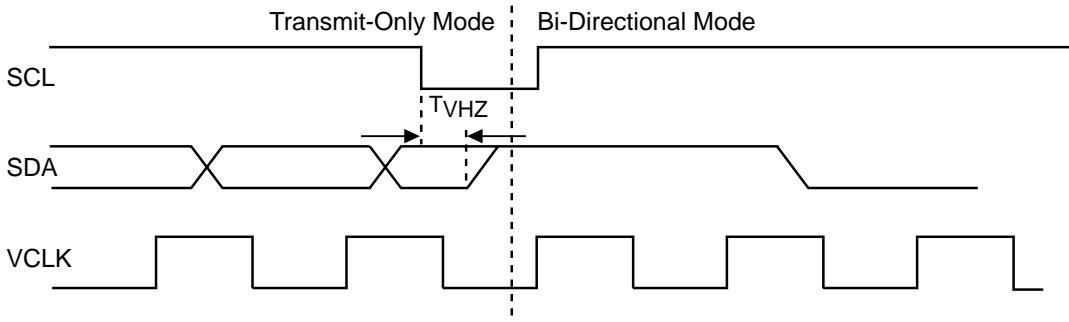 Transmit-Only Mode
Bi-Directional Mode
SCL
TVHZ
SDA
VCLK